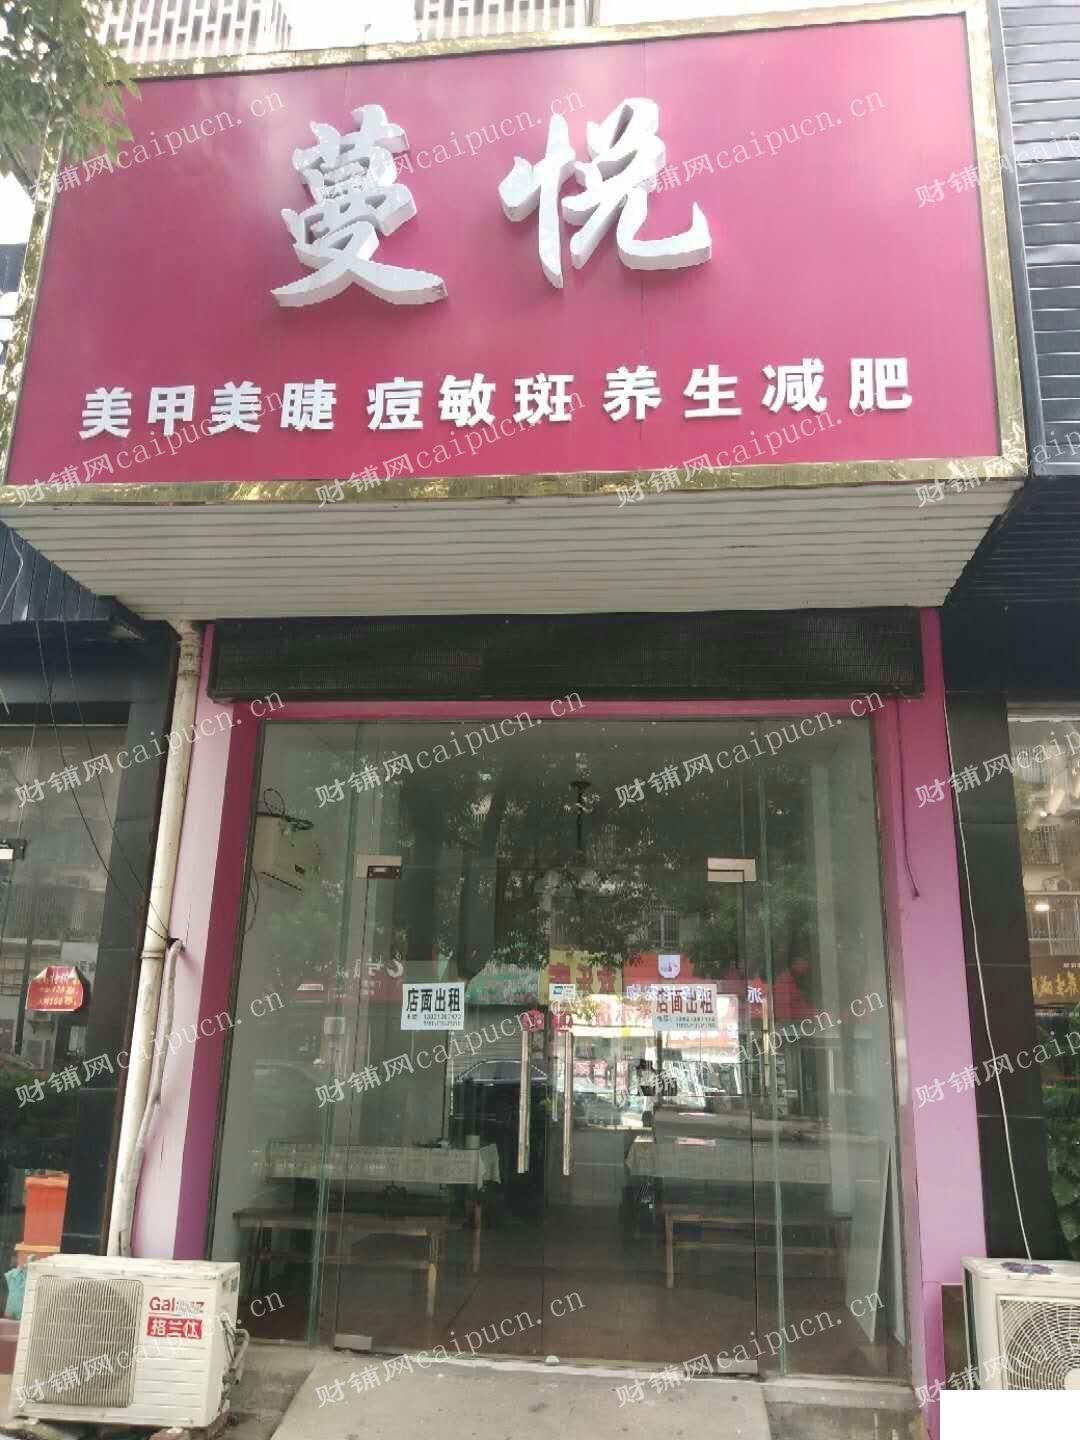 蔓悦
美甲美睫 痘敏斑 养生减肥
店面出租
店面出租
Galanz
格兰仕
财铺网caipucn.cn